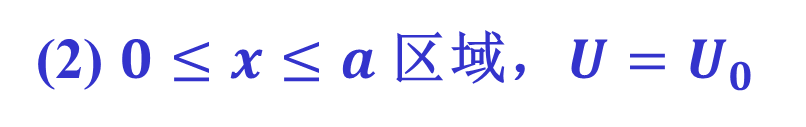 (2) 0 ≤ x ≤ a 区域，U = U₀